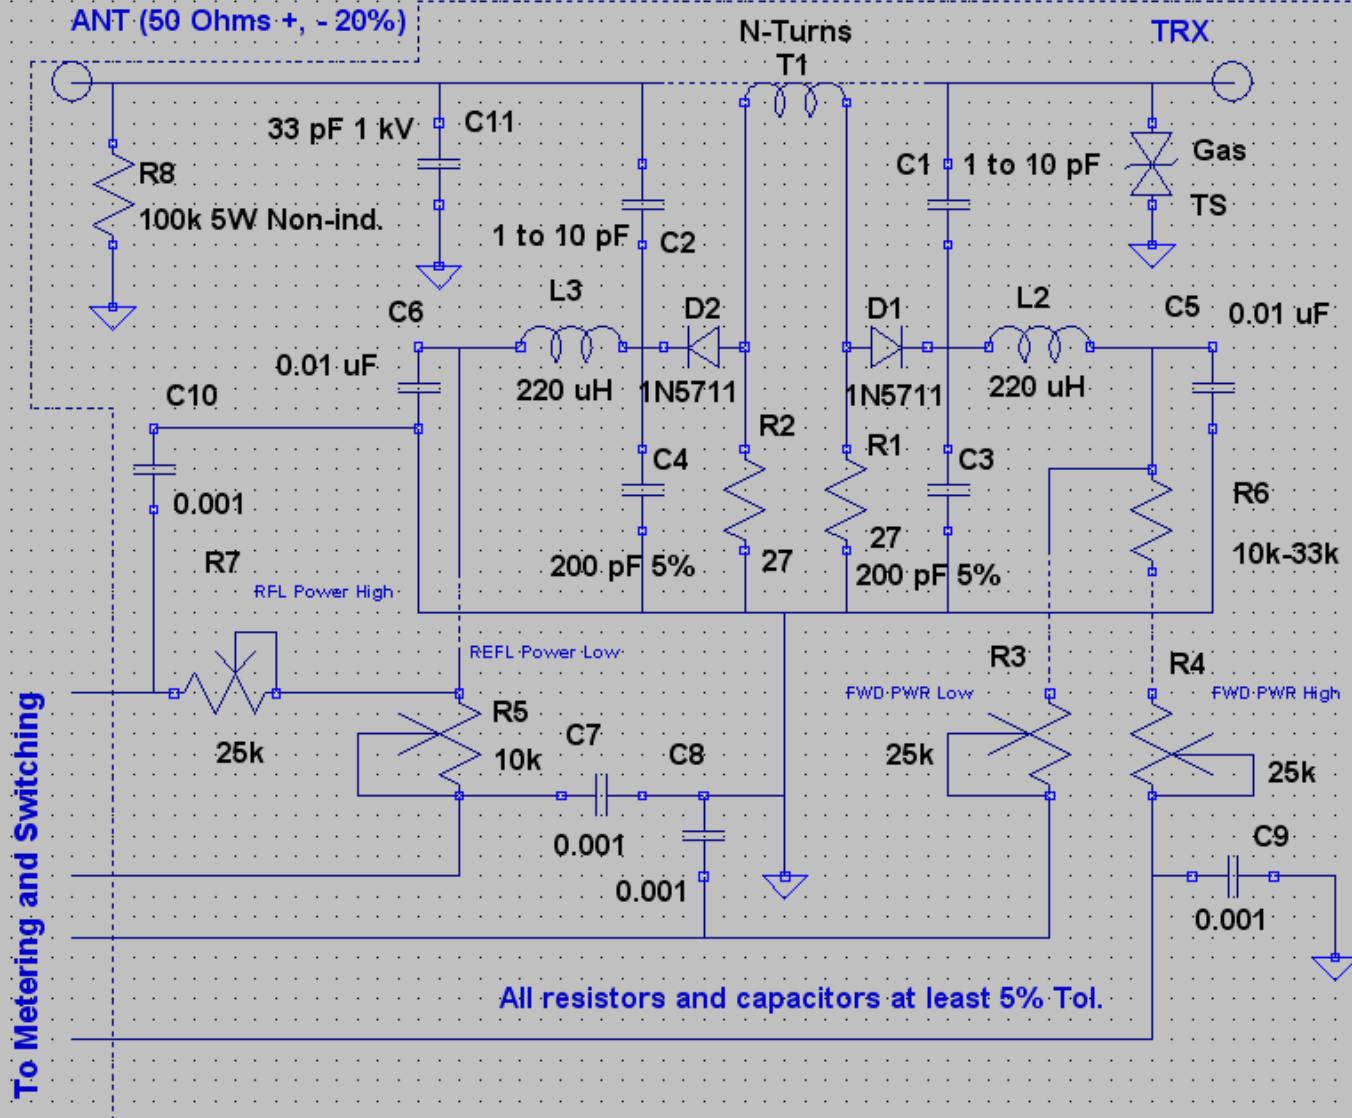 ANT (50 Ohms +, - 20%)
N-Turns
T1
TRX
33 pF 1 kV
C11
R8
100k 5W Non-ind.
C1
1 to 10 pF
Gas
TS
1 to 10 pF
C2
C6
L3
D2
D1
L2
C5
0.01 uF
0.01 uF
220 uH
1N5711
1N5711
220 uH
C10
R2
R1
C4
C3
R6
0.001
27
27
10k-33k
200 pF 5%
200 pF 5%
R7
RFL Power High
REFL Power Low
R3
R4
FWD PWR Low
FWD PWR High
R5
10k
C7
C8
25k
25k
25k
0.001
0.001
C9
0.001
To Metering and Switching
All resistors and capacitors at least 5% Tol.